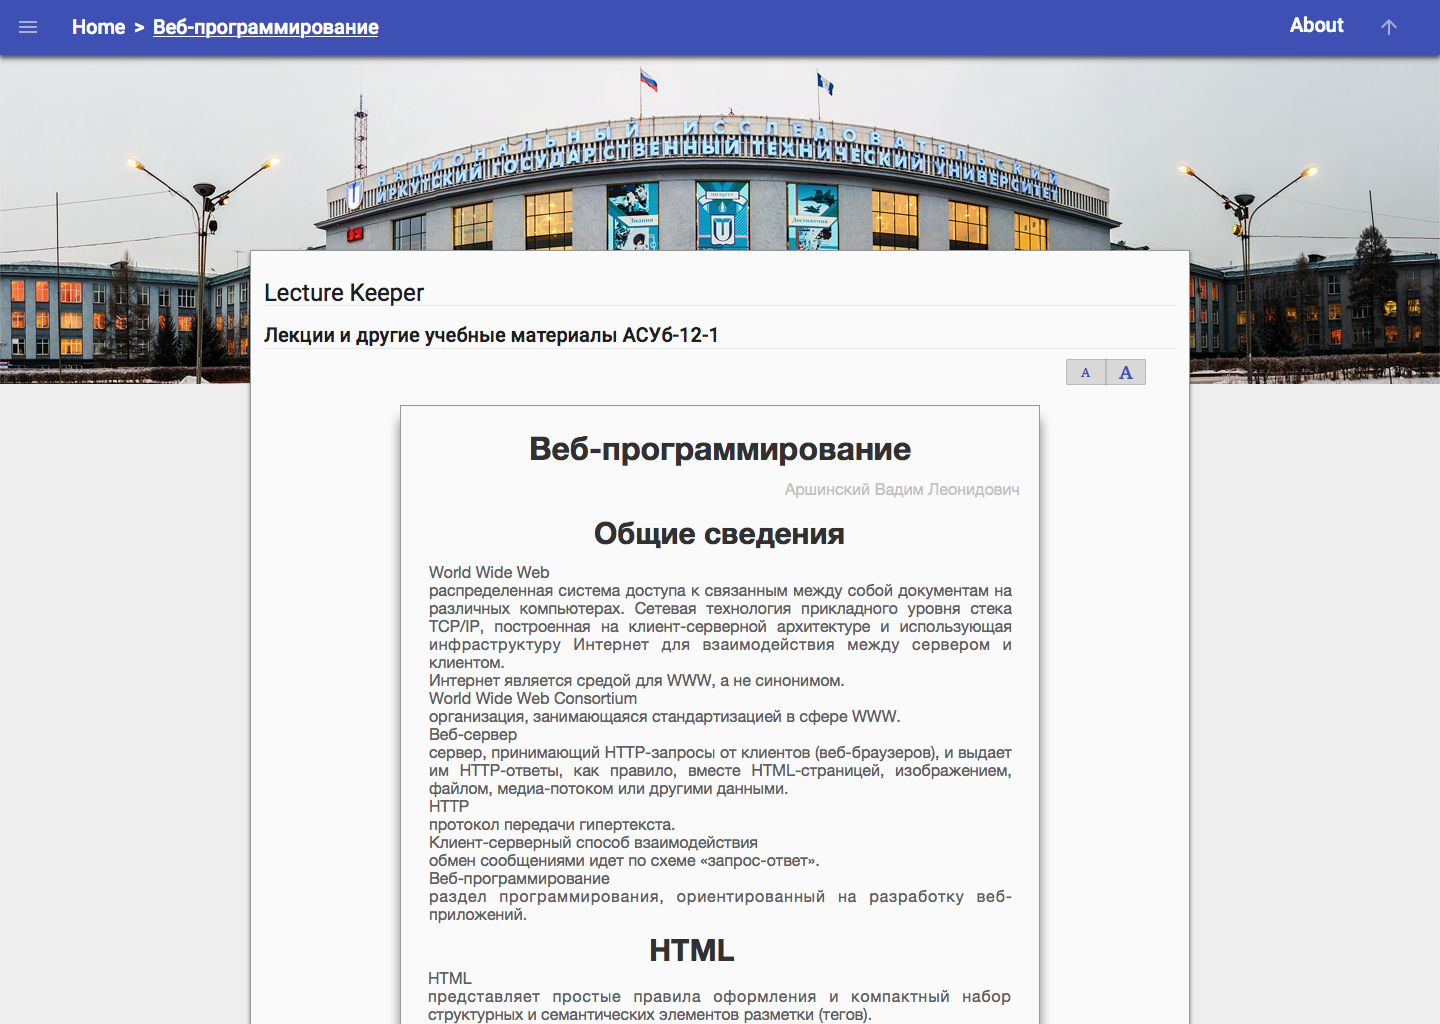 Home > Веб-программирование
About
НАЦИОНАЛЬНЫЙ ИССЛЕДОВАТЕЛЬСКИЙ
ИРКУТСКИЙ ГОСУДАРСТВЕННЫЙ ТЕХНИЧЕСКИЙ УНИВЕРСИТЕТ
Знания
Достижения
Lecture Keeper
Лекции и другие учебные материалы АСУб-12-1
A A
Веб-программирование
Аршинский Вадим Леонидович
Общие сведения
World Wide Web
распределенная система доступа к связанным между собой документам на
различных компьютерах. Сетевая технология прикладного уровня стека
TCP/IP, построенная на клиент-серверной архитектуре и использующая
инфраструктуру Интернет для взаимодействия между сервером и
клиентом.
Интернет является средой для WWW, а не синонимом.
World Wide Web Consortium
организация, занимающаяся стандартизацией в сфере WWW.
Веб-сервер
сервер, принимающий HTTP-запросы от клиентов (веб-браузеров), и выдает
им HTTP-ответы, как правило, вместе HTML-страницей, изображением,
файлом, медиа-потоком или другими данными.
HTTP
протокол передачи гипертекста.
Клиент-серверный способ взаимодействия
обмен сообщениями идет по схеме «запрос-ответ».
Веб-программирование
раздел программирования, ориентированный на разработку веб-
приложений.
HTML
HTML
представляет простые правила оформления и компактный набор
структурных и семантических элементов разметки (тегов).